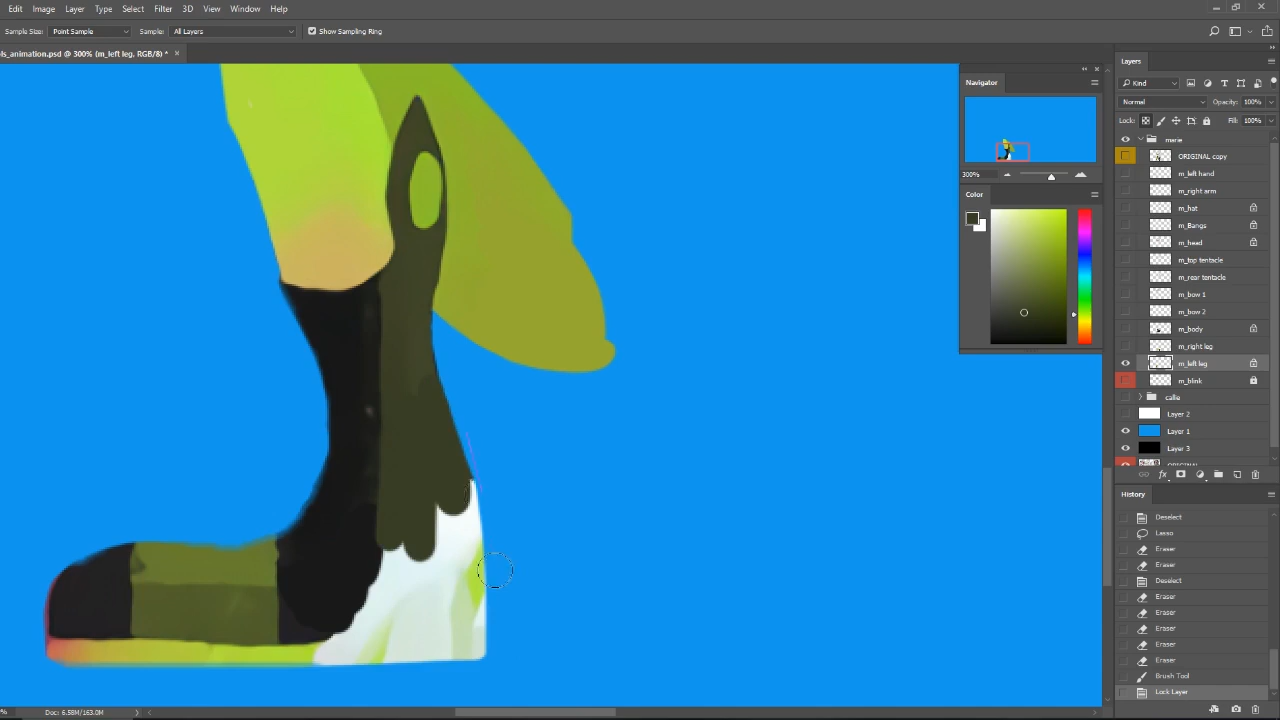 Edit Image Layer Type Select Filter 3D View Window Help
Sample Size: Point Sample Sample: All Layers Show Sampling Ring
ols_animation.psd @ 300% (m_left leg, RGB/8) * ×
Layers
Kind
Normal Opacity: 100%
Lock: Fill: 100%
marie
ORIGINAL copy
m_left hand
m_right arm
m_hat
m_Bangs
m_head
m_top tentacle
m_rear tentacle
m_bow 1
m_bow 2
m_body
m_right leg
m_left leg
m_blink
callie
Layer 2
Layer 1
Layer 3
ORIGINAL
fx
Navigator
300%
Color
History
Deselect
Lasso
Eraser
Eraser
Deselect
Eraser
Eraser
Eraser
Eraser
Eraser
Brush Tool
Lock Layer
% Doc: 6.58M/163.0M